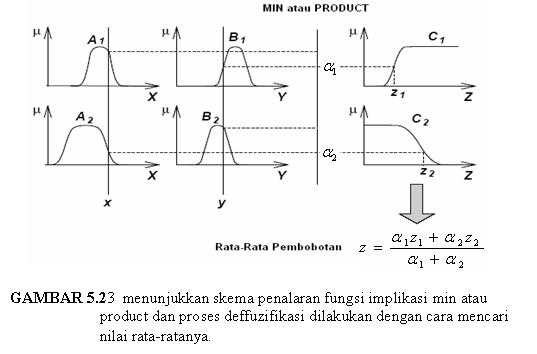 MIN atau PRODUCT
μ A1 μ B1 μ C1
α1
X Y z1 Z
μ A2 μ B2 μ C2
α2
X Y z2 Z
x y
Rata-Rata Pembobotan z = (α1z1 + α2z2) / (α1 + α2)
GAMBAR 5.23 menunjukkan skema penalaran fungsi implikasi min atau
product dan proses deffuzifikasi dilakukan dengan cara mencari
nilai rata-ratanya.